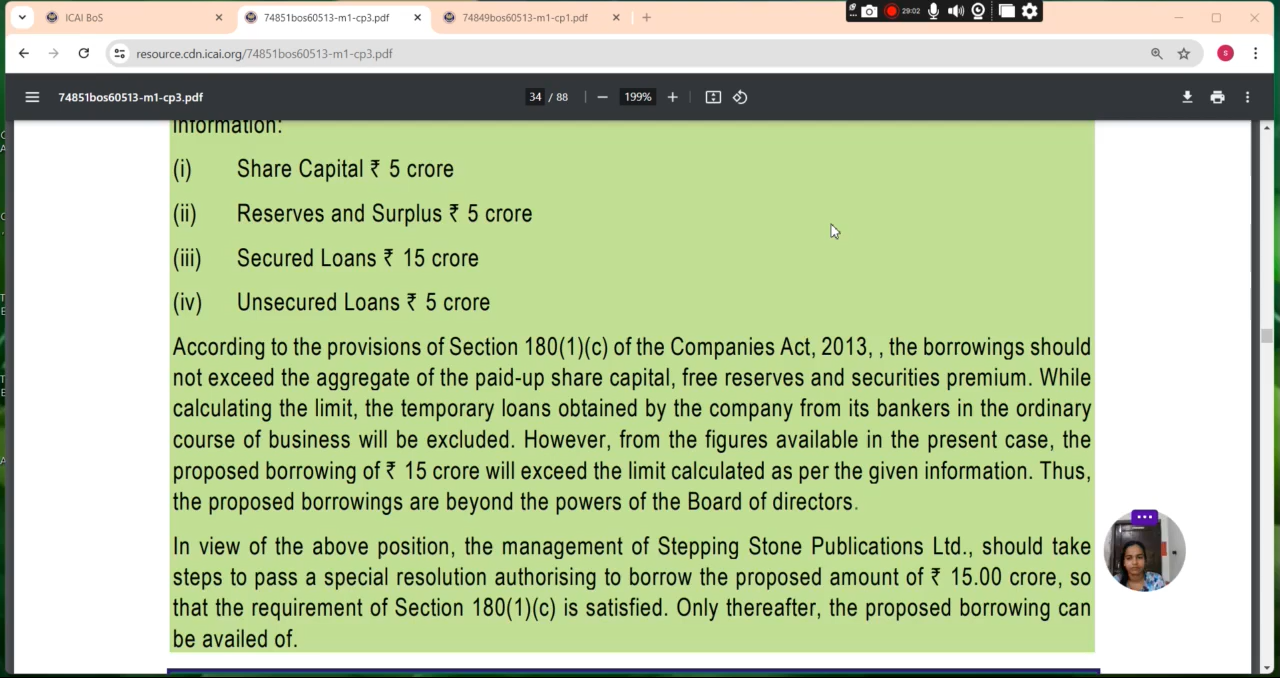 ICAI BoS
74851bos60513-m1-cp3.pdf
74849bos60513-m1-cp1.pdf
29:02
resource.cdn.icai.org/74851bos60513-m1-cp3.pdf
S
74851bos60513-m1-cp3.pdf
34 / 88
199%
information:
(i) Share Capital ₹ 5 crore
(ii) Reserves and Surplus ₹ 5 crore
(iii) Secured Loans ₹ 15 crore
(iv) Unsecured Loans ₹ 5 crore
According to the provisions of Section 180(1)(c) of the Companies Act, 2013, , the borrowings should
not exceed the aggregate of the paid-up share capital, free reserves and securities premium. While
calculating the limit, the temporary loans obtained by the company from its bankers in the ordinary
course of business will be excluded. However, from the figures available in the present case, the
proposed borrowing of ₹ 15 crore will exceed the limit calculated as per the given information. Thus,
the proposed borrowings are beyond the powers of the Board of directors.
In view of the above position, the management of Stepping Stone Publications Ltd., should take
steps to pass a special resolution authorising to borrow the proposed amount of ₹ 15.00 crore, so
that the requirement of Section 180(1)(c) is satisfied. Only thereafter, the proposed borrowing can
be availed of.